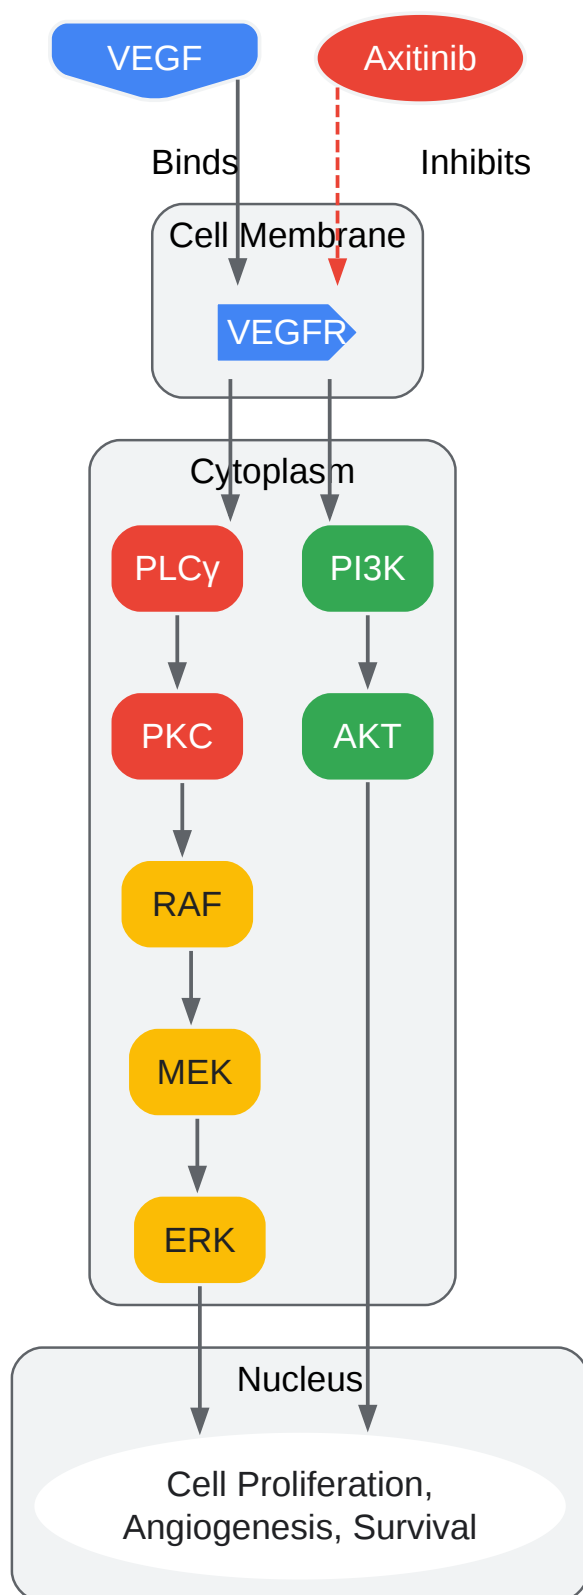 VEGF
Axitinib
Binds
Inhibits
Cell Membrane
VEGFR
Cytoplasm
PLCγ
PI3K
PKC
AKT
RAF
MEK
ERK
Nucleus
Cell Proliferation,
Angiogenesis, Survival